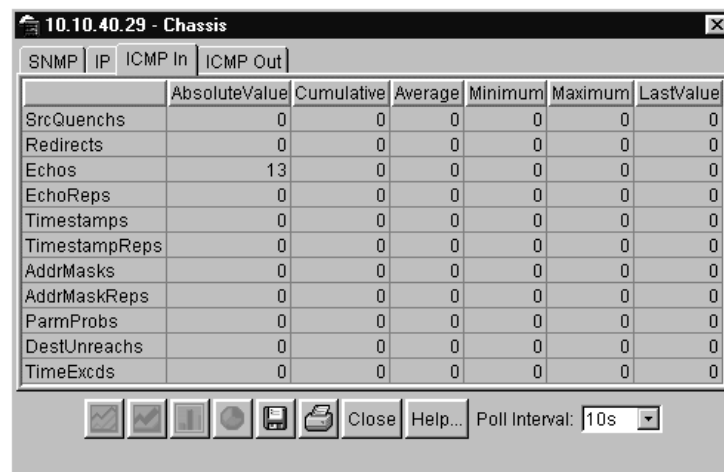 10.10.40.29 - Chassis
SNMP IP ICMP In ICMP Out
AbsoluteValue Cumulative Average Minimum Maximum LastValue
SrcQuenchs 0 0 0 0 0 0
Redirects 0 0 0 0 0 0
Echos 13 0 0 0 0 0
EchoReps 0 0 0 0 0 0
Timestamps 0 0 0 0 0 0
TimestampReps 0 0 0 0 0 0
AddrMasks 0 0 0 0 0 0
AddrMaskReps 0 0 0 0 0 0
ParmProbs 0 0 0 0 0 0
DestUnreachs 0 0 0 0 0 0
TimeExcds 0 0 0 0 0 0
Close Help... Poll Interval: 10s